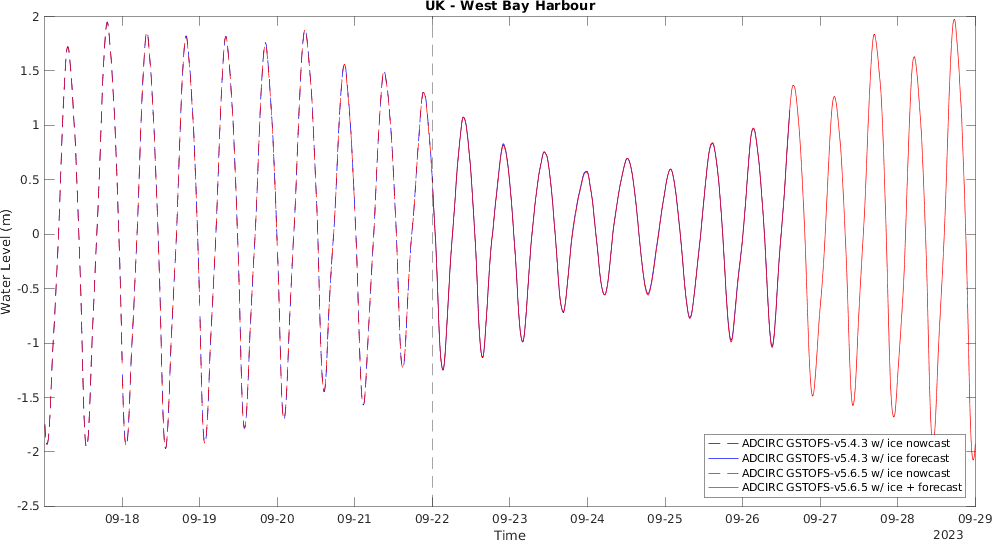 UK - West Bay Harbour
2
1.5
1
0.5
0
-0.5
-1
-1.5
-2
-2.5
Water Level (m)
ADCIRC GSTOFS-v5.4.3 w/ ice nowcast
ADCIRC GSTOFS-v5.4.3 w/ ice forecast
ADCIRC GSTOFS-v5.6.5 w/ ice nowcast
ADCIRC GSTOFS-v5.6.5 w/ ice + forecast
09-18 09-19 09-20 09-21 09-22 09-23 09-24 09-25 09-26 09-27 09-28 09-29
Time
2023